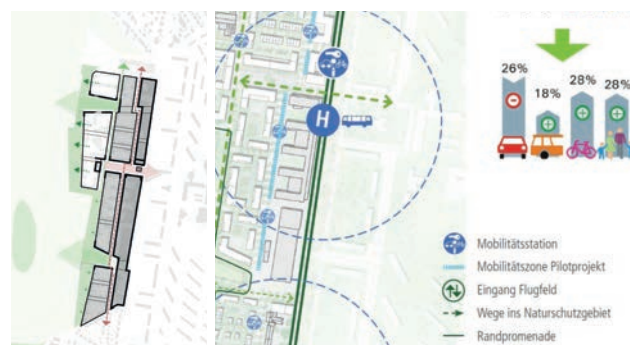 H
26%
18%
28%
28%
Mobilitätsstation
Mobilitätszone Pilotprojekt
Eingang Flugfeld
Wege ins Naturschutzgebiet
Randpromenade